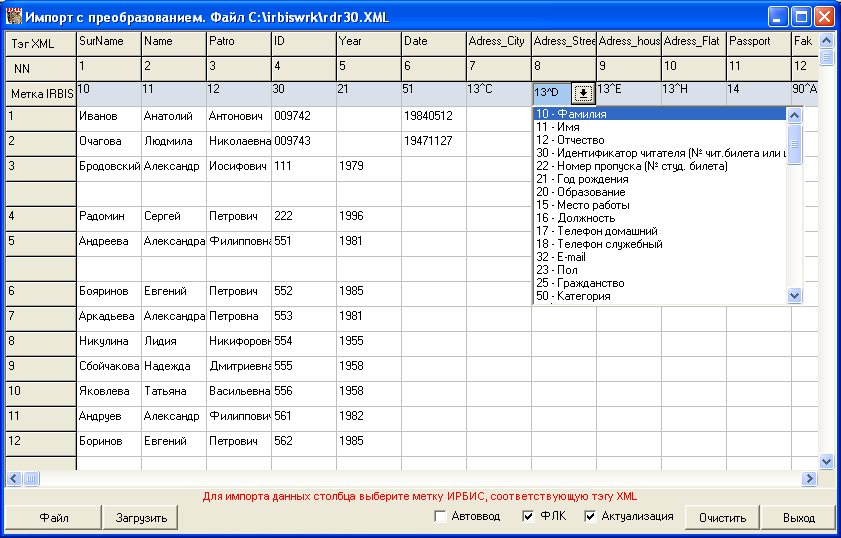 Импорт с преобразованием. Файл C:\irbiswrk\rdr30.XML
Тэг XML SurName Name Patro ID Year Date Adress_City Adress_Stree Adress_hous Adress_Flat Passport Fak
NN 1 2 3 4 5 6 7 8 9 10 11 12
Метка IRBIS 10 11 12 30 21 51 13^C 13^D 13^E 13^H 14 90^A
1 Иванов Анатолий Антонович 009742 19840512
2 Очагова Людмила Николаевна 009743 19471127
3 Бродовский Александр Иосифович 111 1979
4 Радомин Сергей Петрович 222 1996
5 Андреева Александра Филипповна 551 1981
6 Бояринов Евгений Петрович 552 1985
7 Аркадьева Александра Петровна 553 1981
8 Никулина Лидия Никифоровн 554 1955
9 Сбойчакова Надежда Дмитриевна 555 1958
10 Яковлева Татьяна Васильевна 556 1958
11 Андруев Александр Филиппович 561 1982
12 Боринов Евгений Петрович 562 1985
10 - Фамилия
11 - Имя
12 - Отчество
30 - Идентификатор читателя (№ чит.билета или
22 - Номер пропуска (№ студ. билета)
21 - Год рождения
20 - Образование
15 - Место работы
16 - Должность
17 - Телефон домашний
18 - Телефон служебный
32 - E-mail
23 - Пол
25 - Гражданство
50 - Категория
Для импорта данных столбца выберите метку ИРБИС, соответствующую тэгу XML
Файл Загрузить Автоввод ФЛК Актуализация Очистить Выход